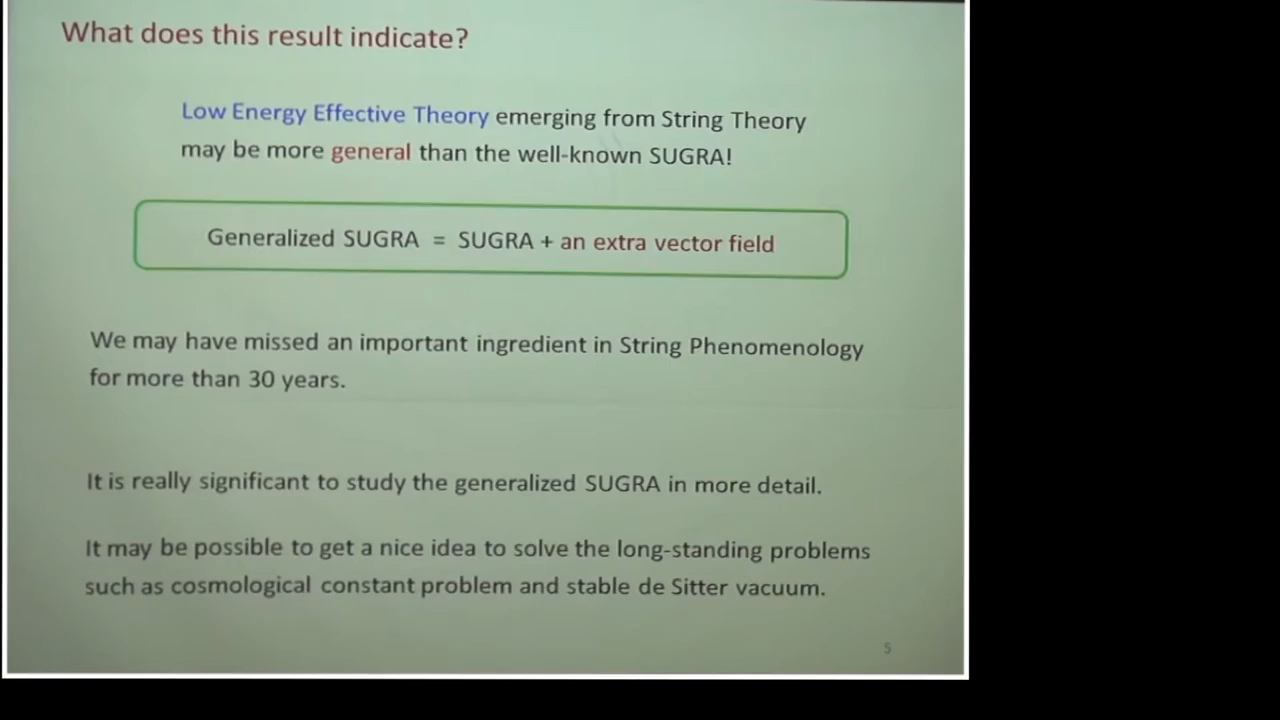 What does this result indicate?
Low Energy Effective Theory emerging from String Theory
may be more general than the well-known SUGRA!
Generalized SUGRA = SUGRA + an extra vector field
We may have missed an important ingredient in String Phenomenology
for more than 30 years.
It is really significant to study the generalized SUGRA in more detail.
It may be possible to get a nice idea to solve the long-standing problems
such as cosmological constant problem and stable de Sitter vacuum.
5